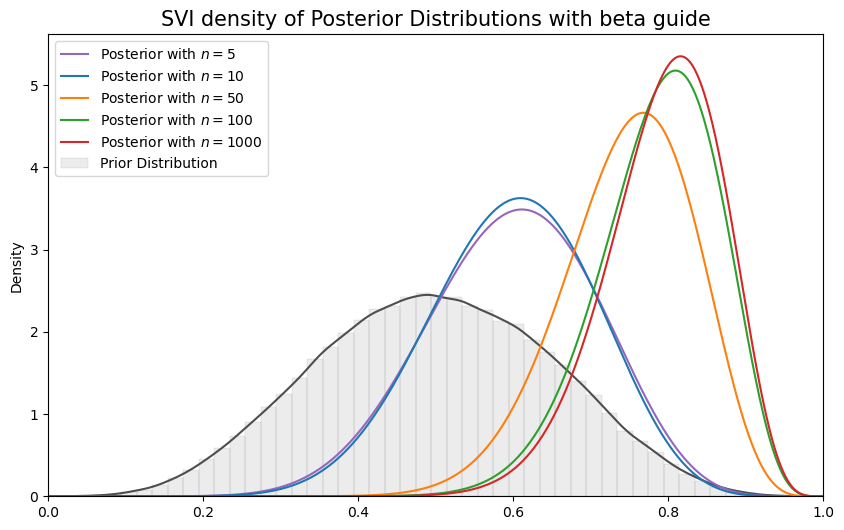 SVI density of Posterior Distributions with beta guide
Posterior with n = 5
Posterior with n = 10
Posterior with n = 50
Posterior with n = 100
Posterior with n = 1000
Prior Distribution
Density
5
4
3
2
1
0
0.0 0.2 0.4 0.6 0.8 1.0